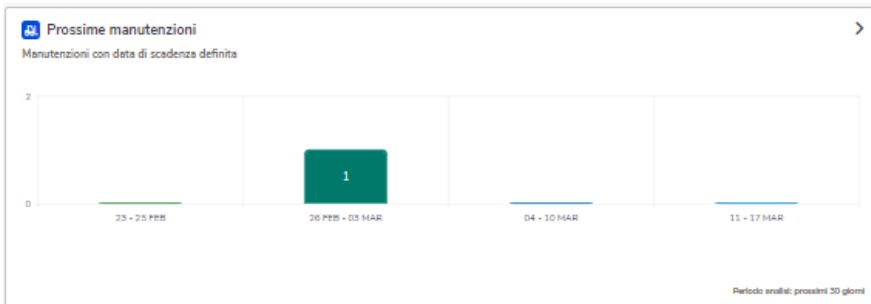 Prossime manutenzioni
Manutenzioni con data di scadenza definita
2
1
0
23 - 25 FEB
26 FEB - 03 MAR
04 - 10 MAR
11 - 17 MAR
Periodo analisi: prossimi 30 giorni